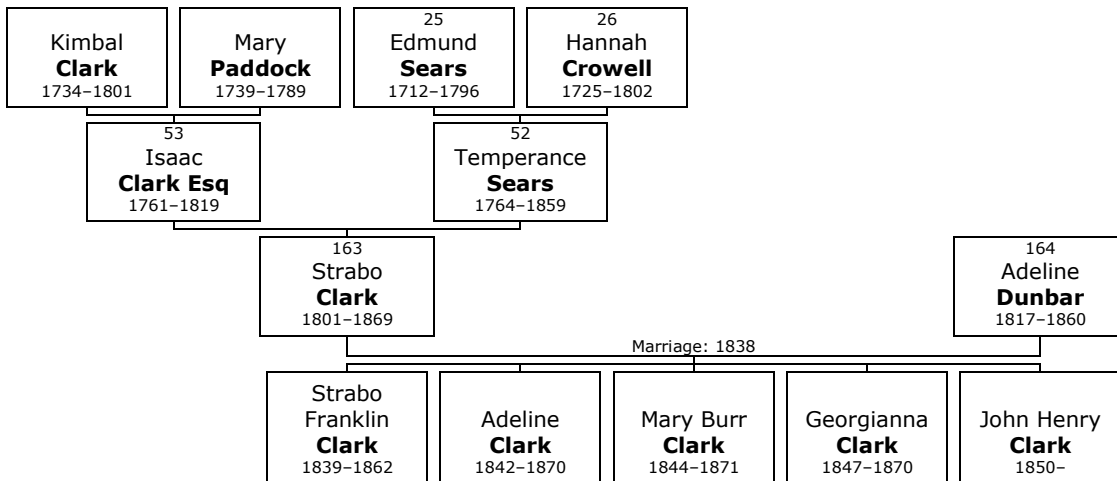 Kimbal
Clark
1734–1801
Mary
Paddock
1739–1789
25
Edmund
Sears
1712–1796
26
Hannah
Crowell
1725–1802
53
Isaac
Clark Esq
1761–1819
52
Temperance
Sears
1764–1859
163
Strabo
Clark
1801–1869
164
Adeline
Dunbar
1817–1860
Marriage: 1838
Strabo
Franklin
Clark
1839–1862
Adeline
Clark
1842–1870
Mary Burr
Clark
1844–1871
Georgianna
Clark
1847–1870
John Henry
Clark
1850–